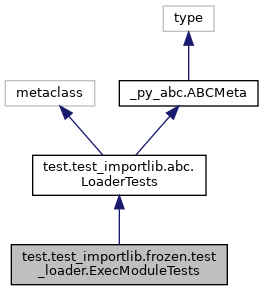 type
metaclass
_py_abc.ABCMeta
test.test_importlib.abc.
LoaderTests
test.test_importlib.frozen.test
_loader.ExecModuleTests